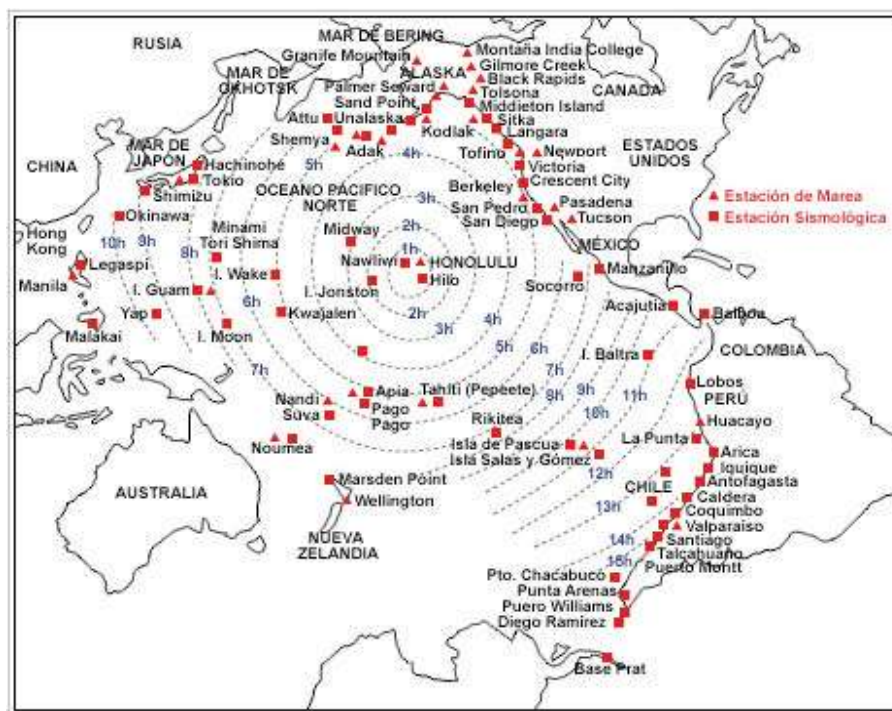 MAR DE BERING
RUSIA
Granife Mountain
Montaña India College
Gilmore Creek
MAR DE
OKHOTSK
ALASKA
Black Rapids
Palmer Seward
Tolsona
CANADA
Sand Point
Middleton Island
Attu
Unalaska
Kodlak
Sitka
Langara
Shemya
Adak
ESTADOS
UNIDOS
MAR DE
JAPÓN
Tofino
Newport
CHINA
Hachinohe
5h
4h
Victoria
Tokio
OCEANO PACÍFICO
NORTE
Berkeley
Crescent City
Shimizu
3h
Pasadena
Estación de Marea
San Pedro
Tucson
Estación Sismológica
San Diego
Okinawa
2h
Hong
Kong
10h
9h
8h
Minami
Tori Shima
Midway
1h
MÉXICO
Legaspi
Nawliwi
HONOLULU
Manzanillo
Manila
I. Guam
I. Wake
I. Jonston
Hilo
Socorro
Acajutia
6h
Yap
Kwajalen
2h
4h
Balboa
Malakai
I. Moon
3h
5h
6h
I. Baltra
COLOMBIA
7h
7h
Lobos
PERÚ
Nandi
Apia
Tahlti (Pepeete)
8h
9h
11h
Suva
Pago
Pago
10h
Huacayo
Noumea
Rikitea
La Punta
Isla de Pascua
Isla Salas y Gómez
Arica
Iquique
12h
Antofagasta
Marsden Point
CHILE
Caldera
AUSTRALIA
Wellington
13h
Coquimbo
Valparaiso
NUEVA
ZELANDIA
14h
Santiago
Talcahuano
15h
Puerto Montt
Pto. Chacabucó
Punta Arenas
Puero Williams
Diego Ramirez
Base Prat